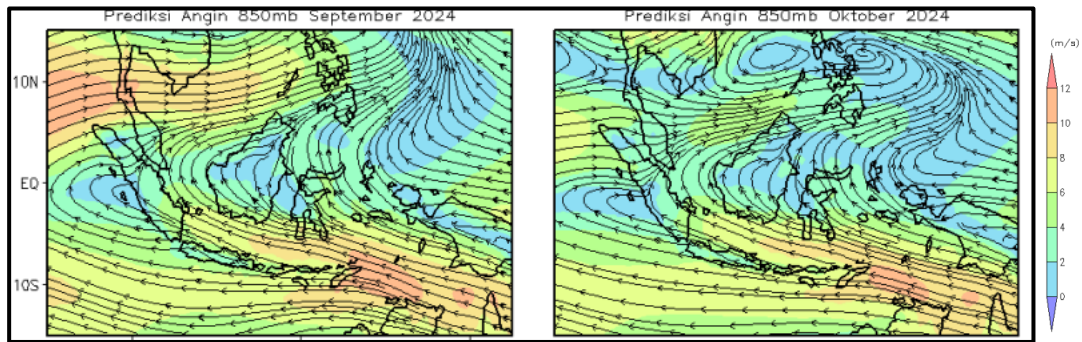 Prediksi Angin 850mb September 2024
Prediksi Angin 850mb Oktober 2024
(m/s)
10N
EQ
10S
12
10
8
6
4
2
0